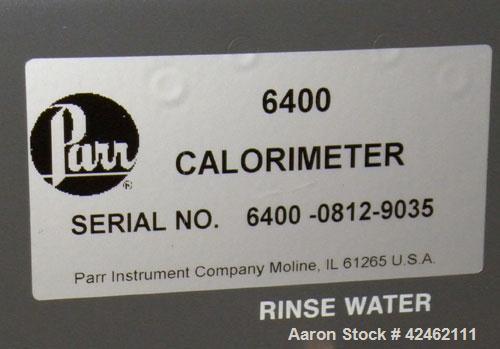 6400
Parr
®
CALORIMETER
SERIAL NO. 6400 -0812-9035
Parr Instrument Company Moline, IL 61265 U.S.A.
RINSE WATER
Aaron Stock # 42462111